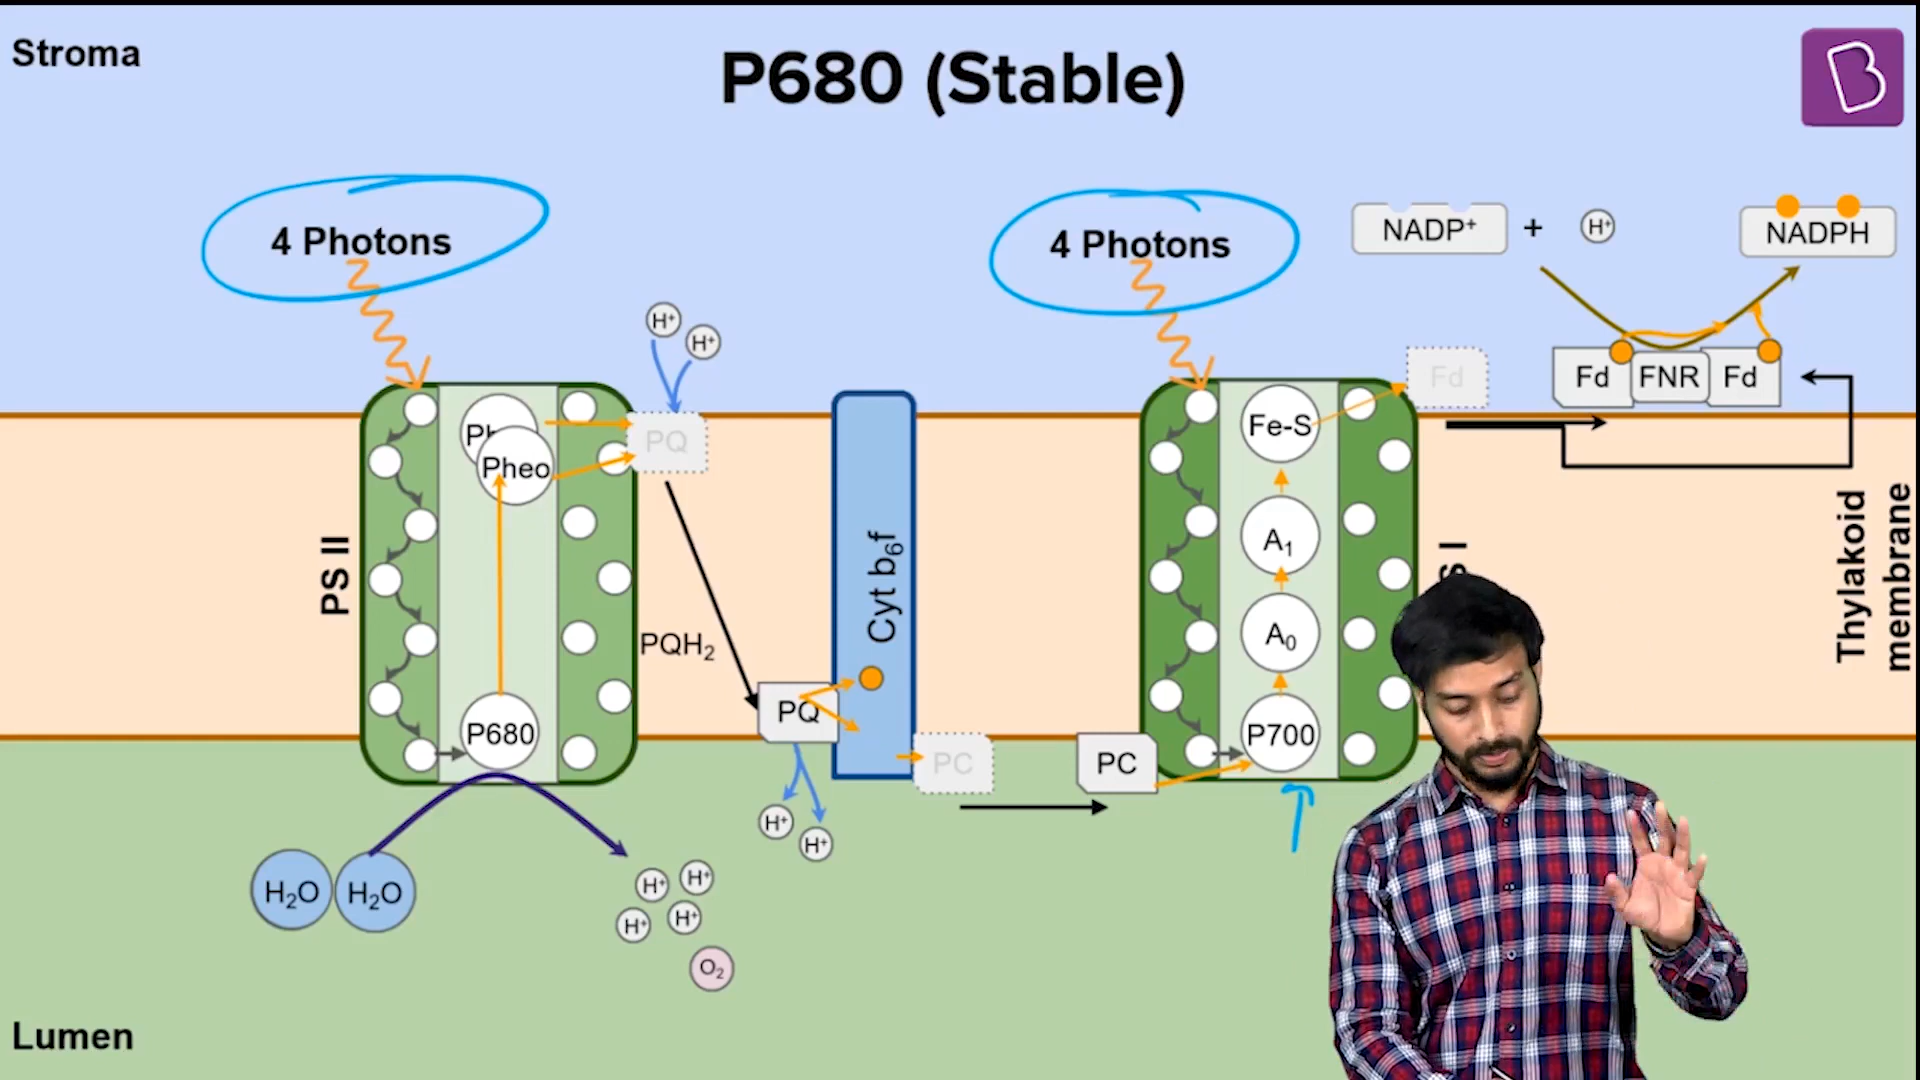 Stroma
P680 (Stable)
B
4 Photons
4 Photons
NADP⁺
+
H⁺
NADPH
H⁺
H⁺
Fd
Fd
FNR
Fd
PQ
Pheo
Fe-S
PS II
Cyt b₆f
A₁
Thylakoid
membrane
PQH₂
A₀
PQ
P680
P700
PC
PC
H⁺
H⁺
H₂O
H₂O
H⁺
H⁺
H⁺
H⁺
O₂
Lumen